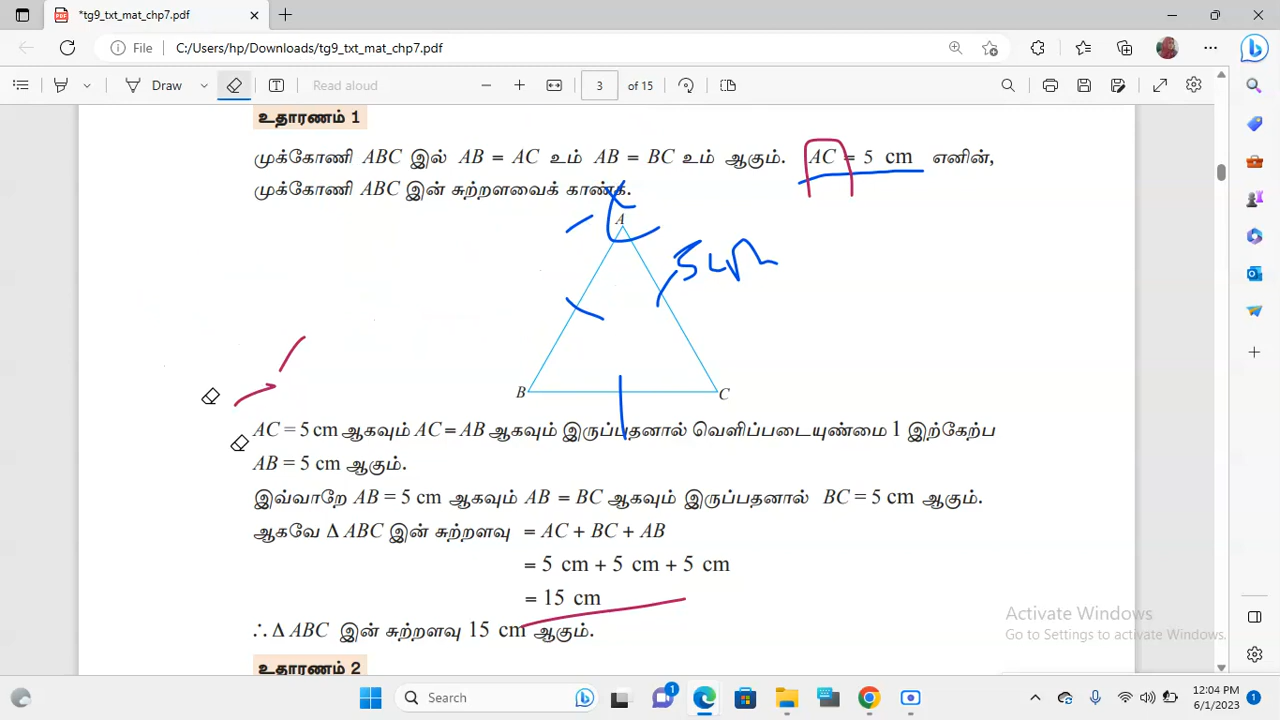 *tg9_txt_mat_chp7.pdf
File C:/Users/hp/Downloads/tg9_txt_mat_chp7.pdf
Draw Read aloud 3 of 15
உதாரணம் 1
முக்கோணி ABC இல் AB = AC உம் AB = BC உம் ஆகும். AC = 5 cm எனின்,
முக்கோணி ABC இன் சுற்றளவைக் காண்க.
A
5 cm
B C
AC = 5 cm ஆகவும் AC = AB ஆகவும் இருப்பதனால் வெளிப்படையுண்மை 1 இற்கேற்ப
AB = 5 cm ஆகும்.
இவ்வாறே AB = 5 cm ஆகவும் AB = BC ஆகவும் இருப்பதனால் BC = 5 cm ஆகும்.
ஆகவே Δ ABC இன் சுற்றளவு = AC + BC + AB
= 5 cm + 5 cm + 5 cm
= 15 cm
∴ Δ ABC இன் சுற்றளவு 15 cm ஆகும்.
உதாரணம் 2
Activate Windows
Go to Settings to activate Windows.
Search
1
12:04 PM
6/1/2023
1